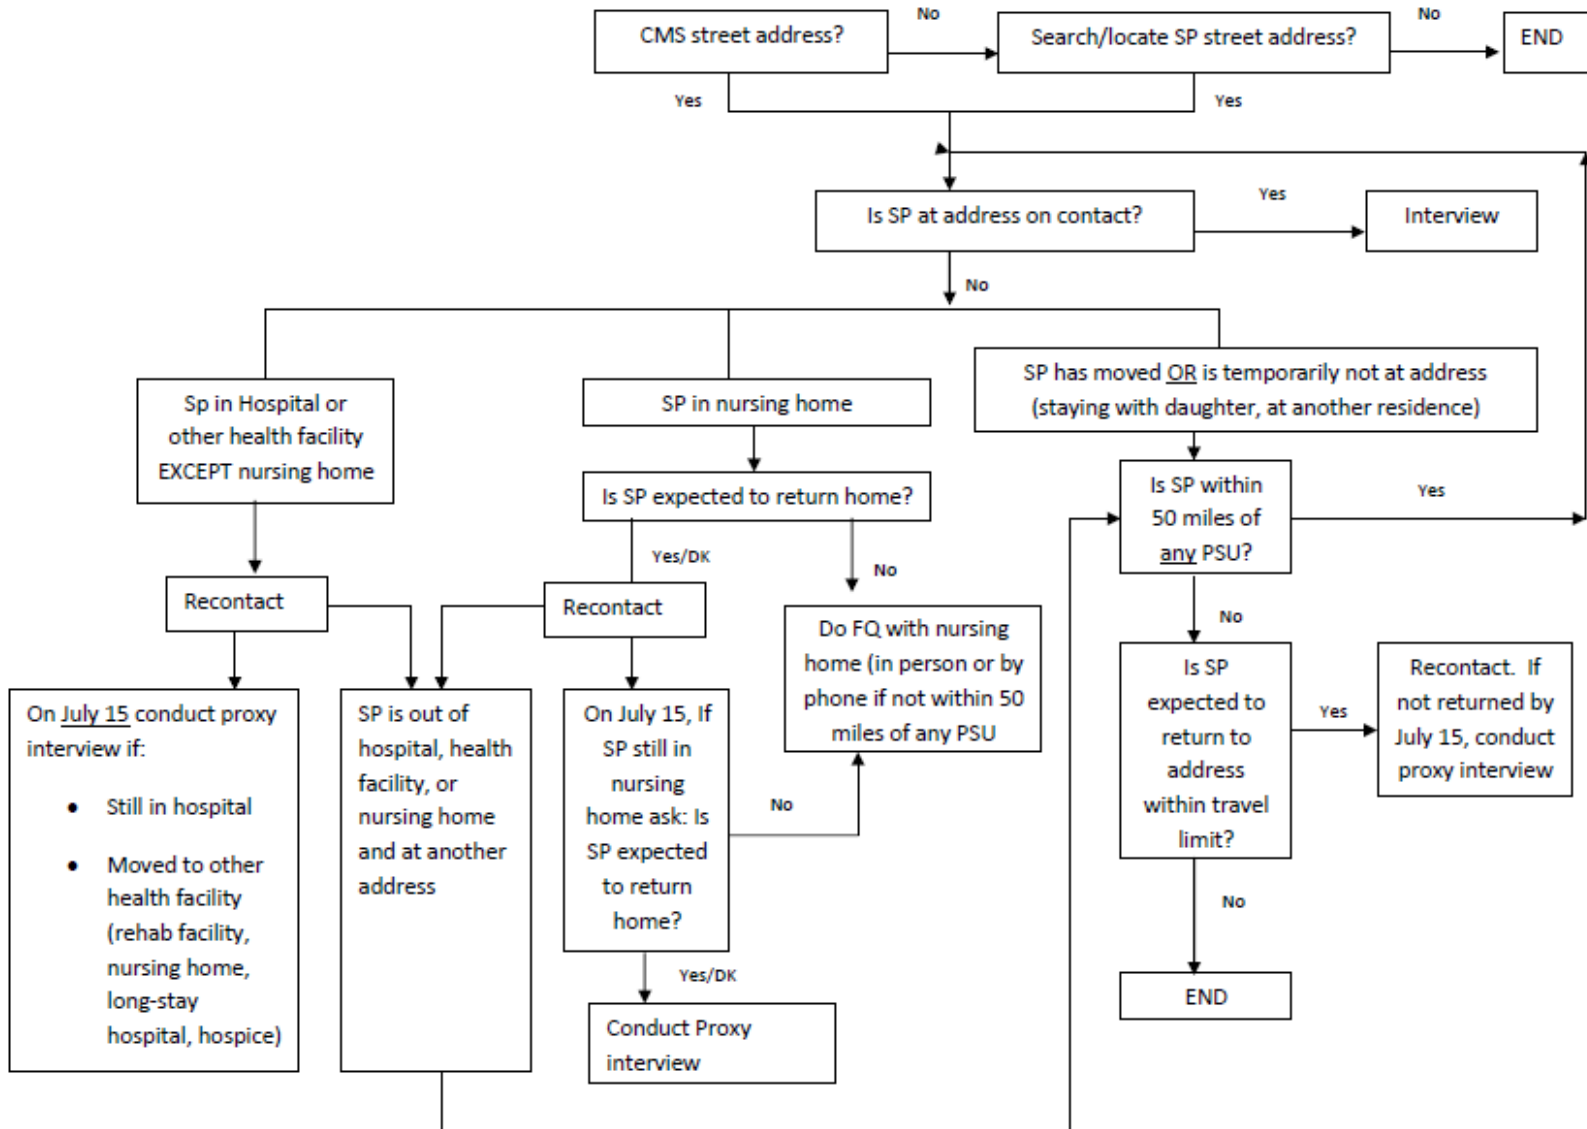 No
No
CMS street address?
Search/locate SP street address?
END
Yes
Yes
Is SP at address on contact?
Yes
Interview
No
Sp in Hospital or
other health facility
EXCEPT nursing home
SP in nursing home
SP has moved OR is temporarily not at address
(staying with daughter, at another residence)
Is SP expected to return home?
Is SP within
50 miles of
any PSU?
Yes
Yes/DK
No
Recontact
Recontact
Do FQ with nursing
home (in person or by
phone if not within 50
miles of any PSU
No
On July 15 conduct proxy
interview if:
• Still in hospital
• Moved to other
health facility
(rehab facility,
nursing home,
long-stay
hospital, hospice)
SP is out of
hospital, health
facility, or
nursing home
and at another
address
On July 15, If
SP still in
nursing
home ask: Is
SP expected
to return
home?
No
Is SP
expected to
return to
address
within travel
limit?
Yes
Recontact. If
not returned by
July 15, conduct
proxy interview
Yes/DK
No
Conduct Proxy
interview
END